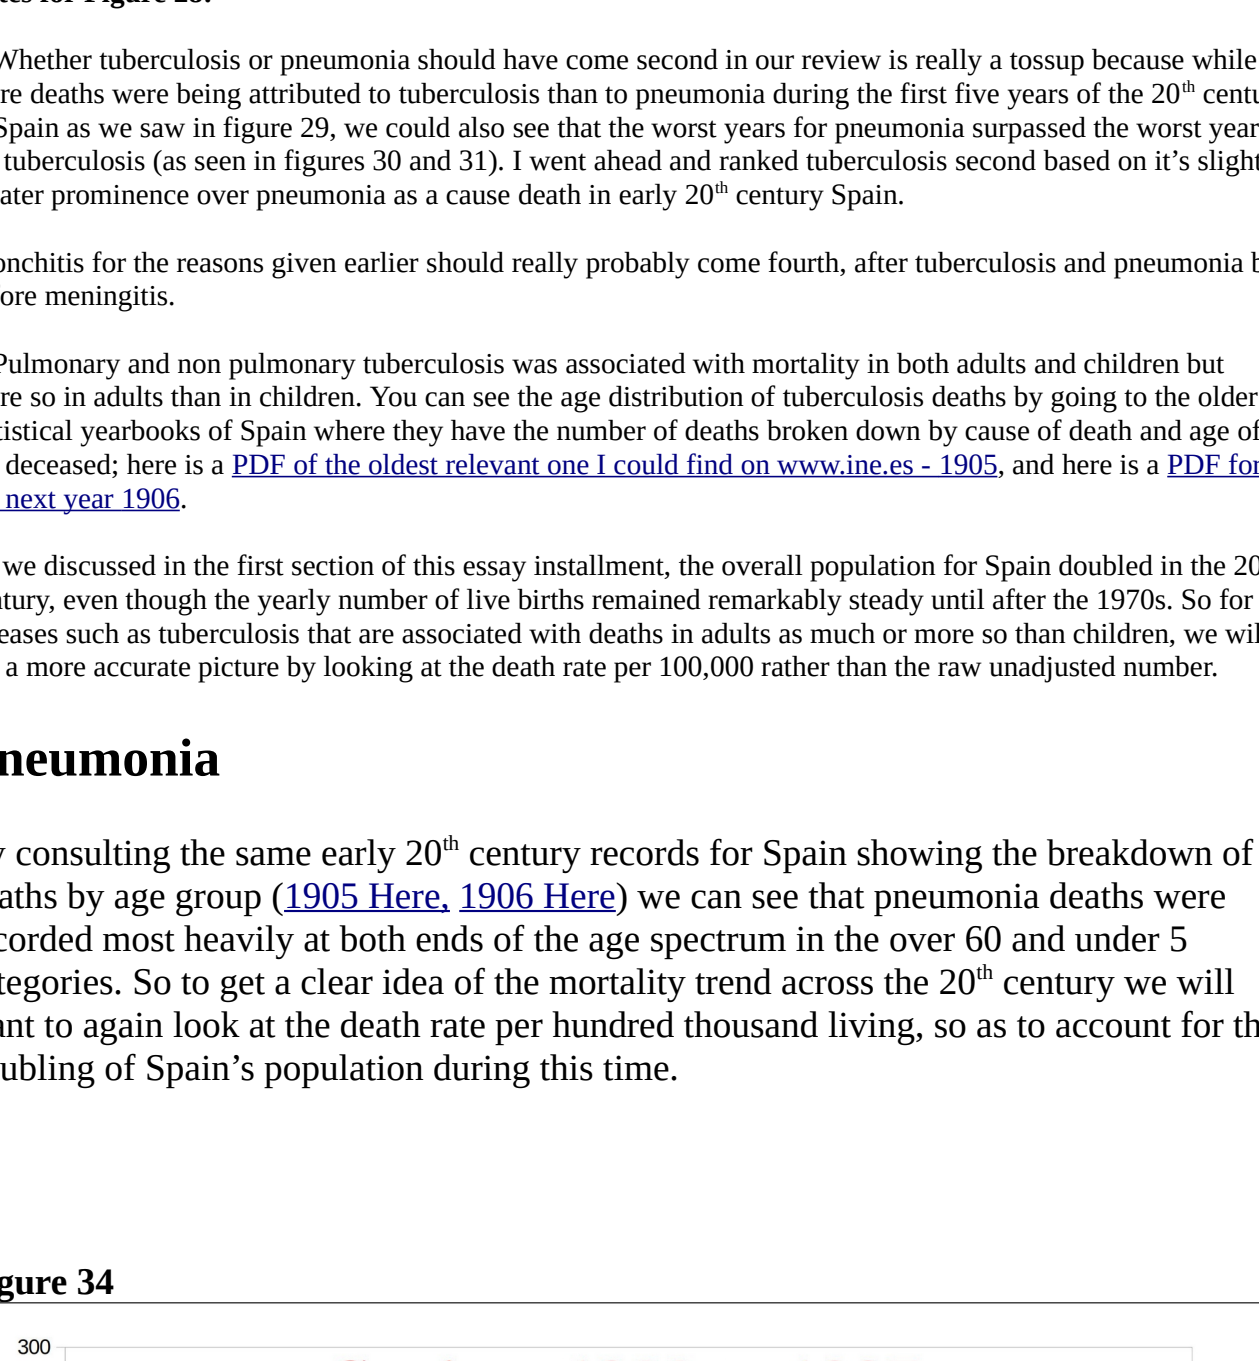 tes for Figure 28:
Whether tuberculosis or pneumonia should have come second in our review is really a tossup because while
re deaths were being attributed to tuberculosis than to pneumonia during the first five years of the 20th centu
Spain as we saw in figure 29, we could also see that the worst years for pneumonia surpassed the worst year
tuberculosis (as seen in figures 30 and 31). I went ahead and ranked tuberculosis second based on it’s slight
ater prominence over pneumonia as a cause death in early 20th century Spain.
onchitis for the reasons given earlier should really probably come fourth, after tuberculosis and pneumonia b
ore meningitis.
Pulmonary and non pulmonary tuberculosis was associated with mortality in both adults and children but
re so in adults than in children. You can see the age distribution of tuberculosis deaths by going to the older
tistical yearbooks of Spain where they have the number of deaths broken down by cause of death and age of
deceased; here is a PDF of the oldest relevant one I could find on www.ine.es - 1905, and here is a PDF for
next year 1906.
we discussed in the first section of this essay installment, the overall population for Spain doubled in the 20
ntury, even though the yearly number of live births remained remarkably steady until after the 1970s. So for
eases such as tuberculosis that are associated with deaths in adults as much or more so than children, we wil
a more accurate picture by looking at the death rate per 100,000 rather than the raw unadjusted number.
neumonia
y consulting the same early 20th century records for Spain showing the breakdown of
aths by age group (1905 Here, 1906 Here) we can see that pneumonia deaths were
corded most heavily at both ends of the age spectrum in the over 60 and under 5
tegories. So to get a clear idea of the mortality trend across the 20th century we will
ant to again look at the death rate per hundred thousand living, so as to account for th
ubling of Spain’s population during this time.
gure 34
300